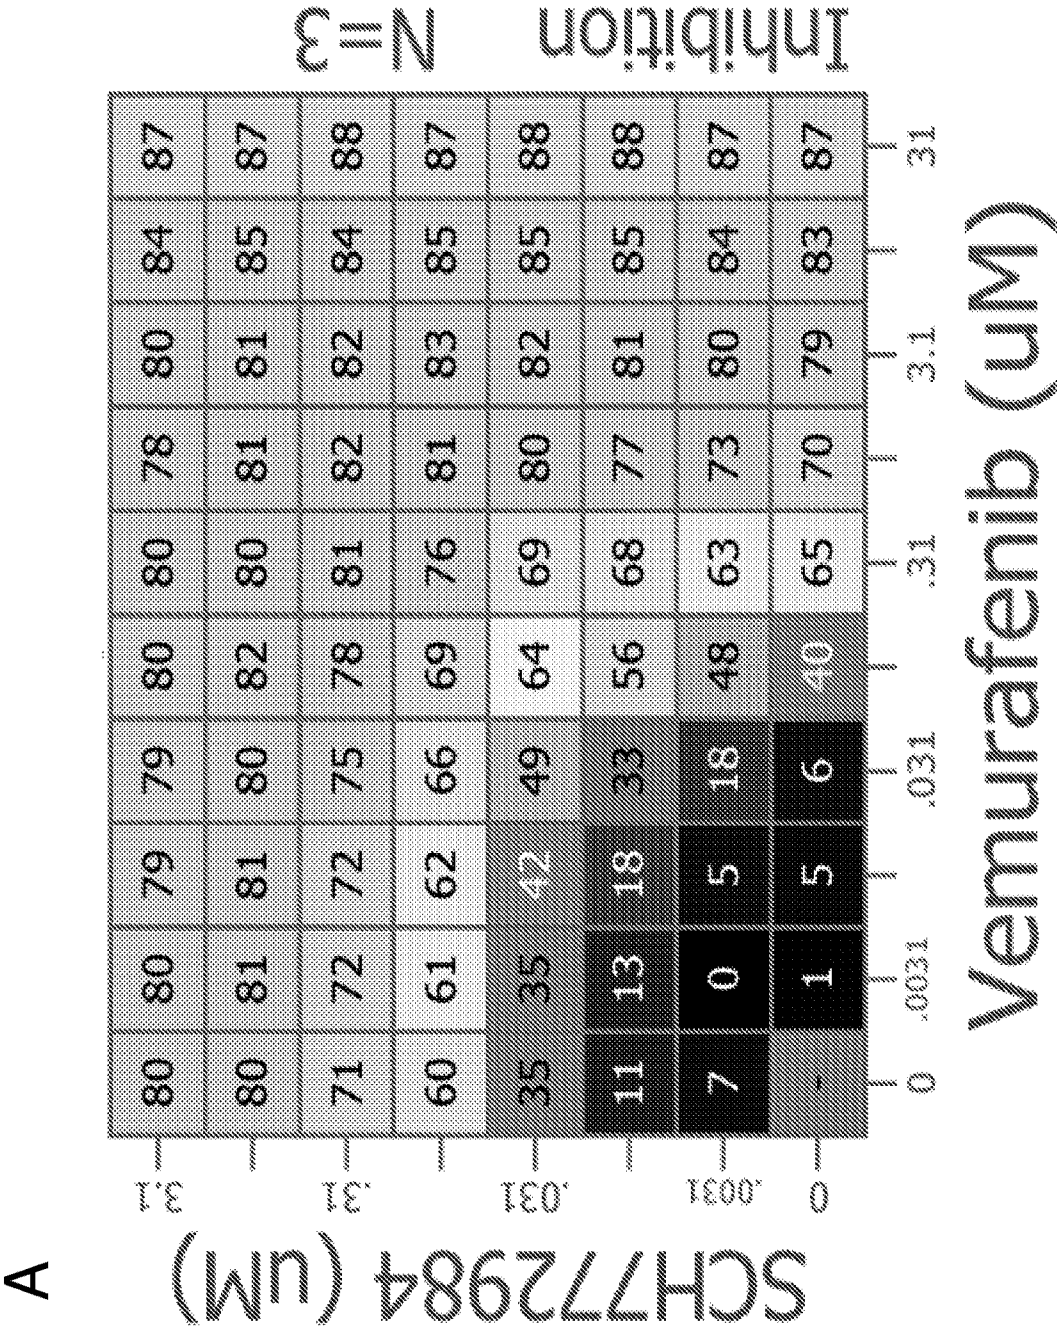 A
SCH772984 (uM)
3.1 80 80 79 79 80 80 78 80 84 87
80 81 81 80 82 80 81 81 85 87
.31 71 72 72 75 78 81 82 82 84 88
60 61 62 66 69 76 81 83 85 87
.031 35 35 42 49 64 69 80 82 85 88
11 13 18 33 56 68 77 81 85 88
.0031 7 0 5 18 48 63 73 80 84 87
0 - 1 5 6 40 65 70 79 83 87
0 .0031 .031 .31 3.1 31
Vemurafenib (uM)
Inhibition
N=3